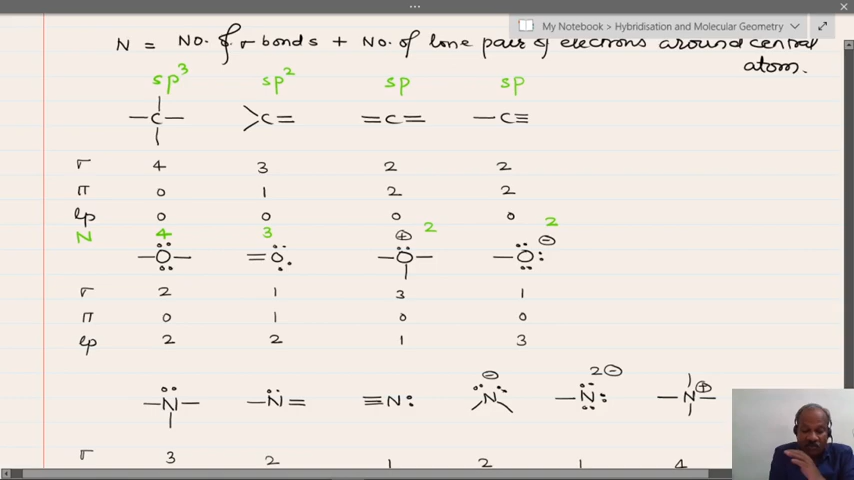 My Notebook > Hybridisation and Molecular Geometry
N = No. of σ bonds + No. of lone pair of electrons around central
atom.
sp³ sp² sp sp
–C– >C= =C= –C≡
σ 4 3 2 2
π 0 1 2 2
lp 0 0 0 0
N 4 3 2 2
–O– =O –O– ⊕ –O ⊖
σ 2 1 3 1
π 0 1 0 0
lp 2 2 1 3
–N– –N= ≡N: N ⊖ –N: 2⊖ –N– ⊕
σ 3 2 1 2 1 4